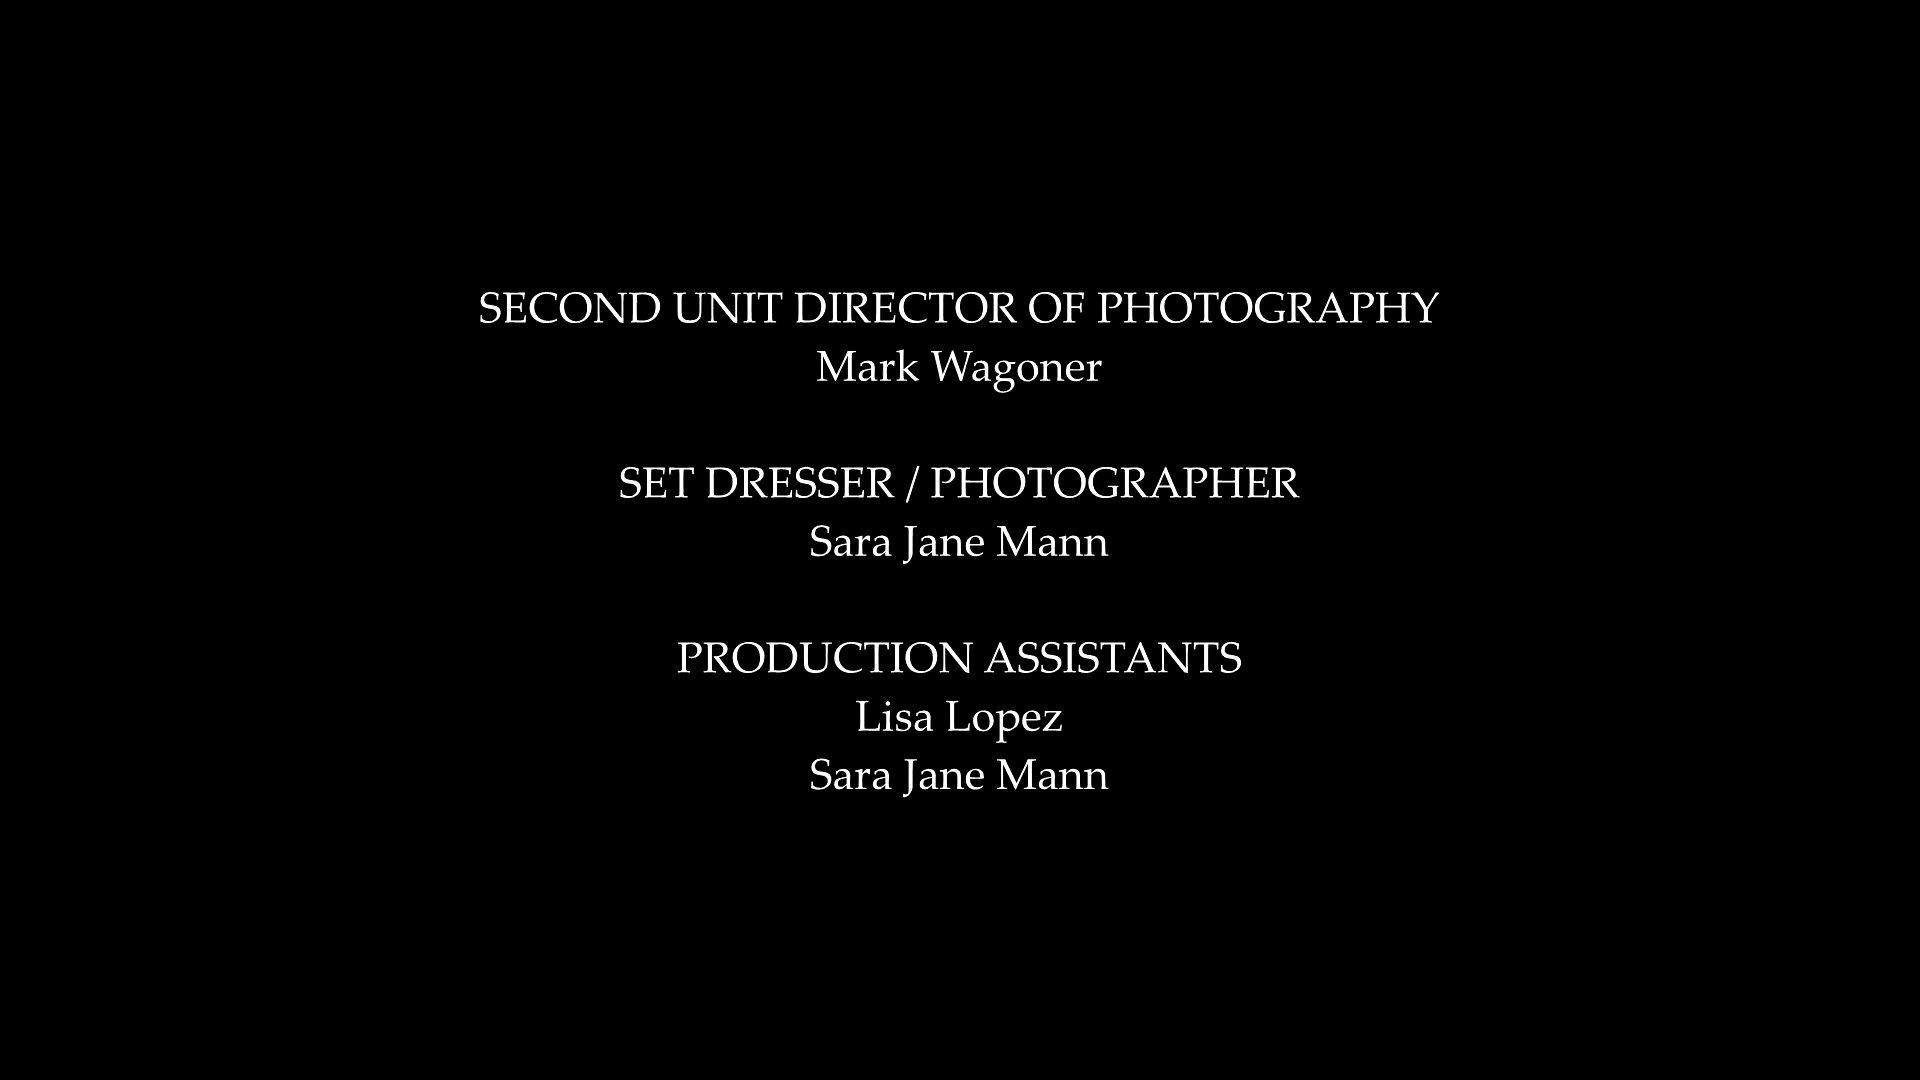 SECOND UNIT DIRECTOR OF PHOTOGRAPHY
Mark Wagoner
SET DRESSER / PHOTOGRAPHER
Sara Jane Mann
PRODUCTION ASSISTANTS
Lisa Lopez
Sara Jane Mann